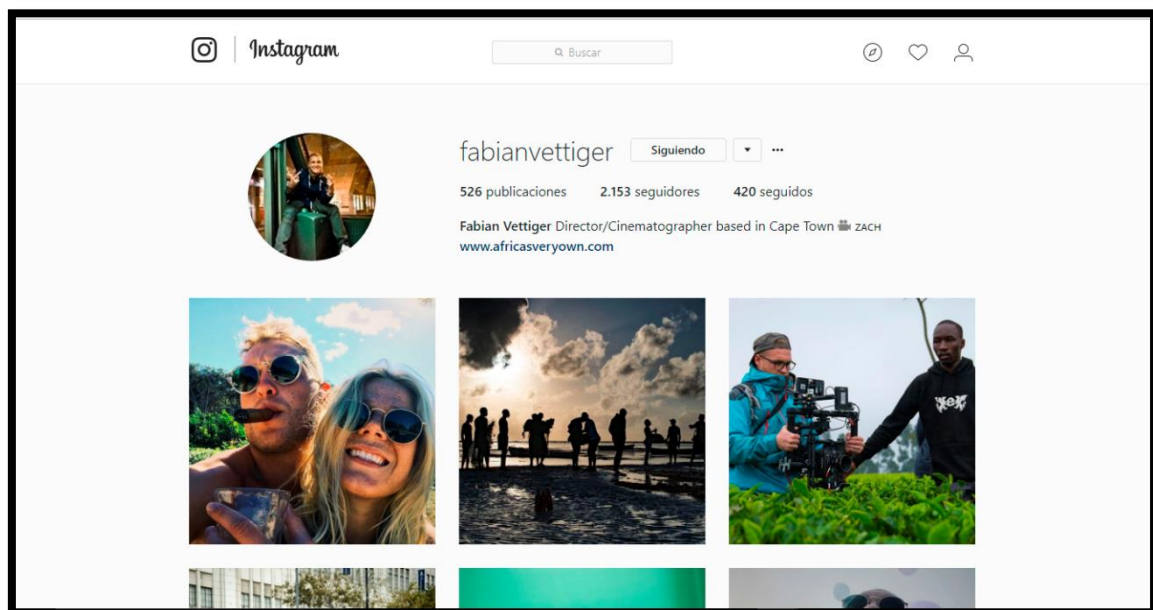 Instagram
Buscar
fabianvettiger Siguiendo
526 publicaciones 2.153 seguidores 420 seguidos
Fabian Vettiger Director/Cinematographer based in Cape Town 🎥 ZACH
www.africasveryown.com